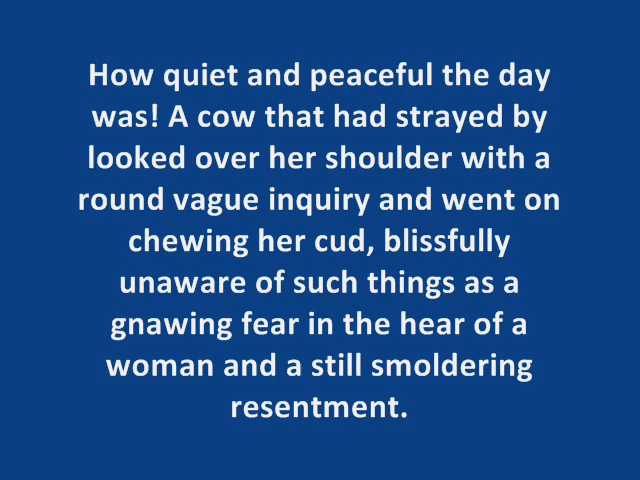 How quiet and peaceful the day
was! A cow that had strayed by
looked over her shoulder with a
round vague inquiry and went on
chewing her cud, blissfully
unaware of such things as a
gnawing fear in the hear of a
woman and a still smoldering
resentment.